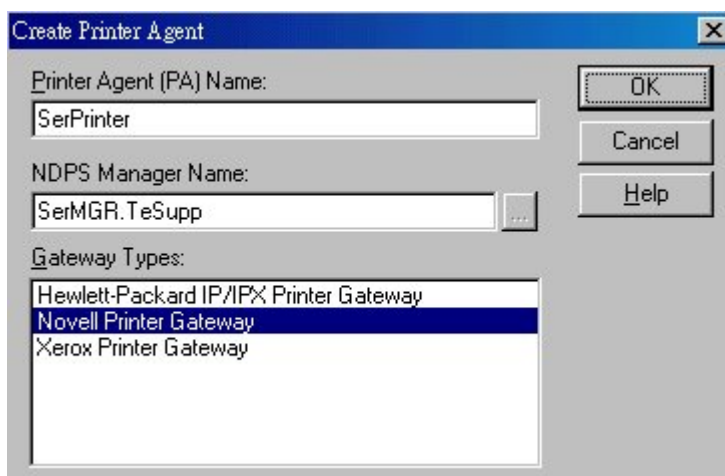 Create Printer Agent
Printer Agent (PA) Name:
SerPrinter
NDPS Manager Name:
SerMGR.TeSupp
...
Gateway Types:
Hewlett-Packard IP/IPX Printer Gateway
Novell Printer Gateway
Xerox Printer Gateway
OK
Cancel
Help